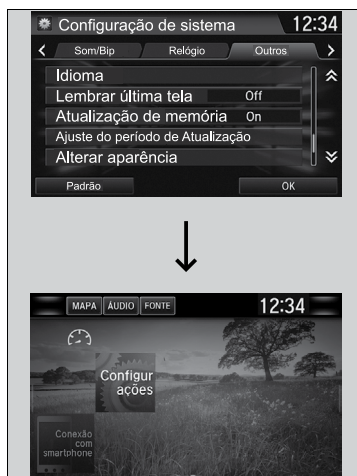 Configuração de sistema 12:34
Som/Bip Relógio Outros
Idioma
Lembrar última tela Off
Atualização de memória On
Ajuste do período de Atualização
Alterar aparência
Padrão OK
MAPA ÁUDIO FONTE 12:34
Configur
ações
Conexão
com
smartphone